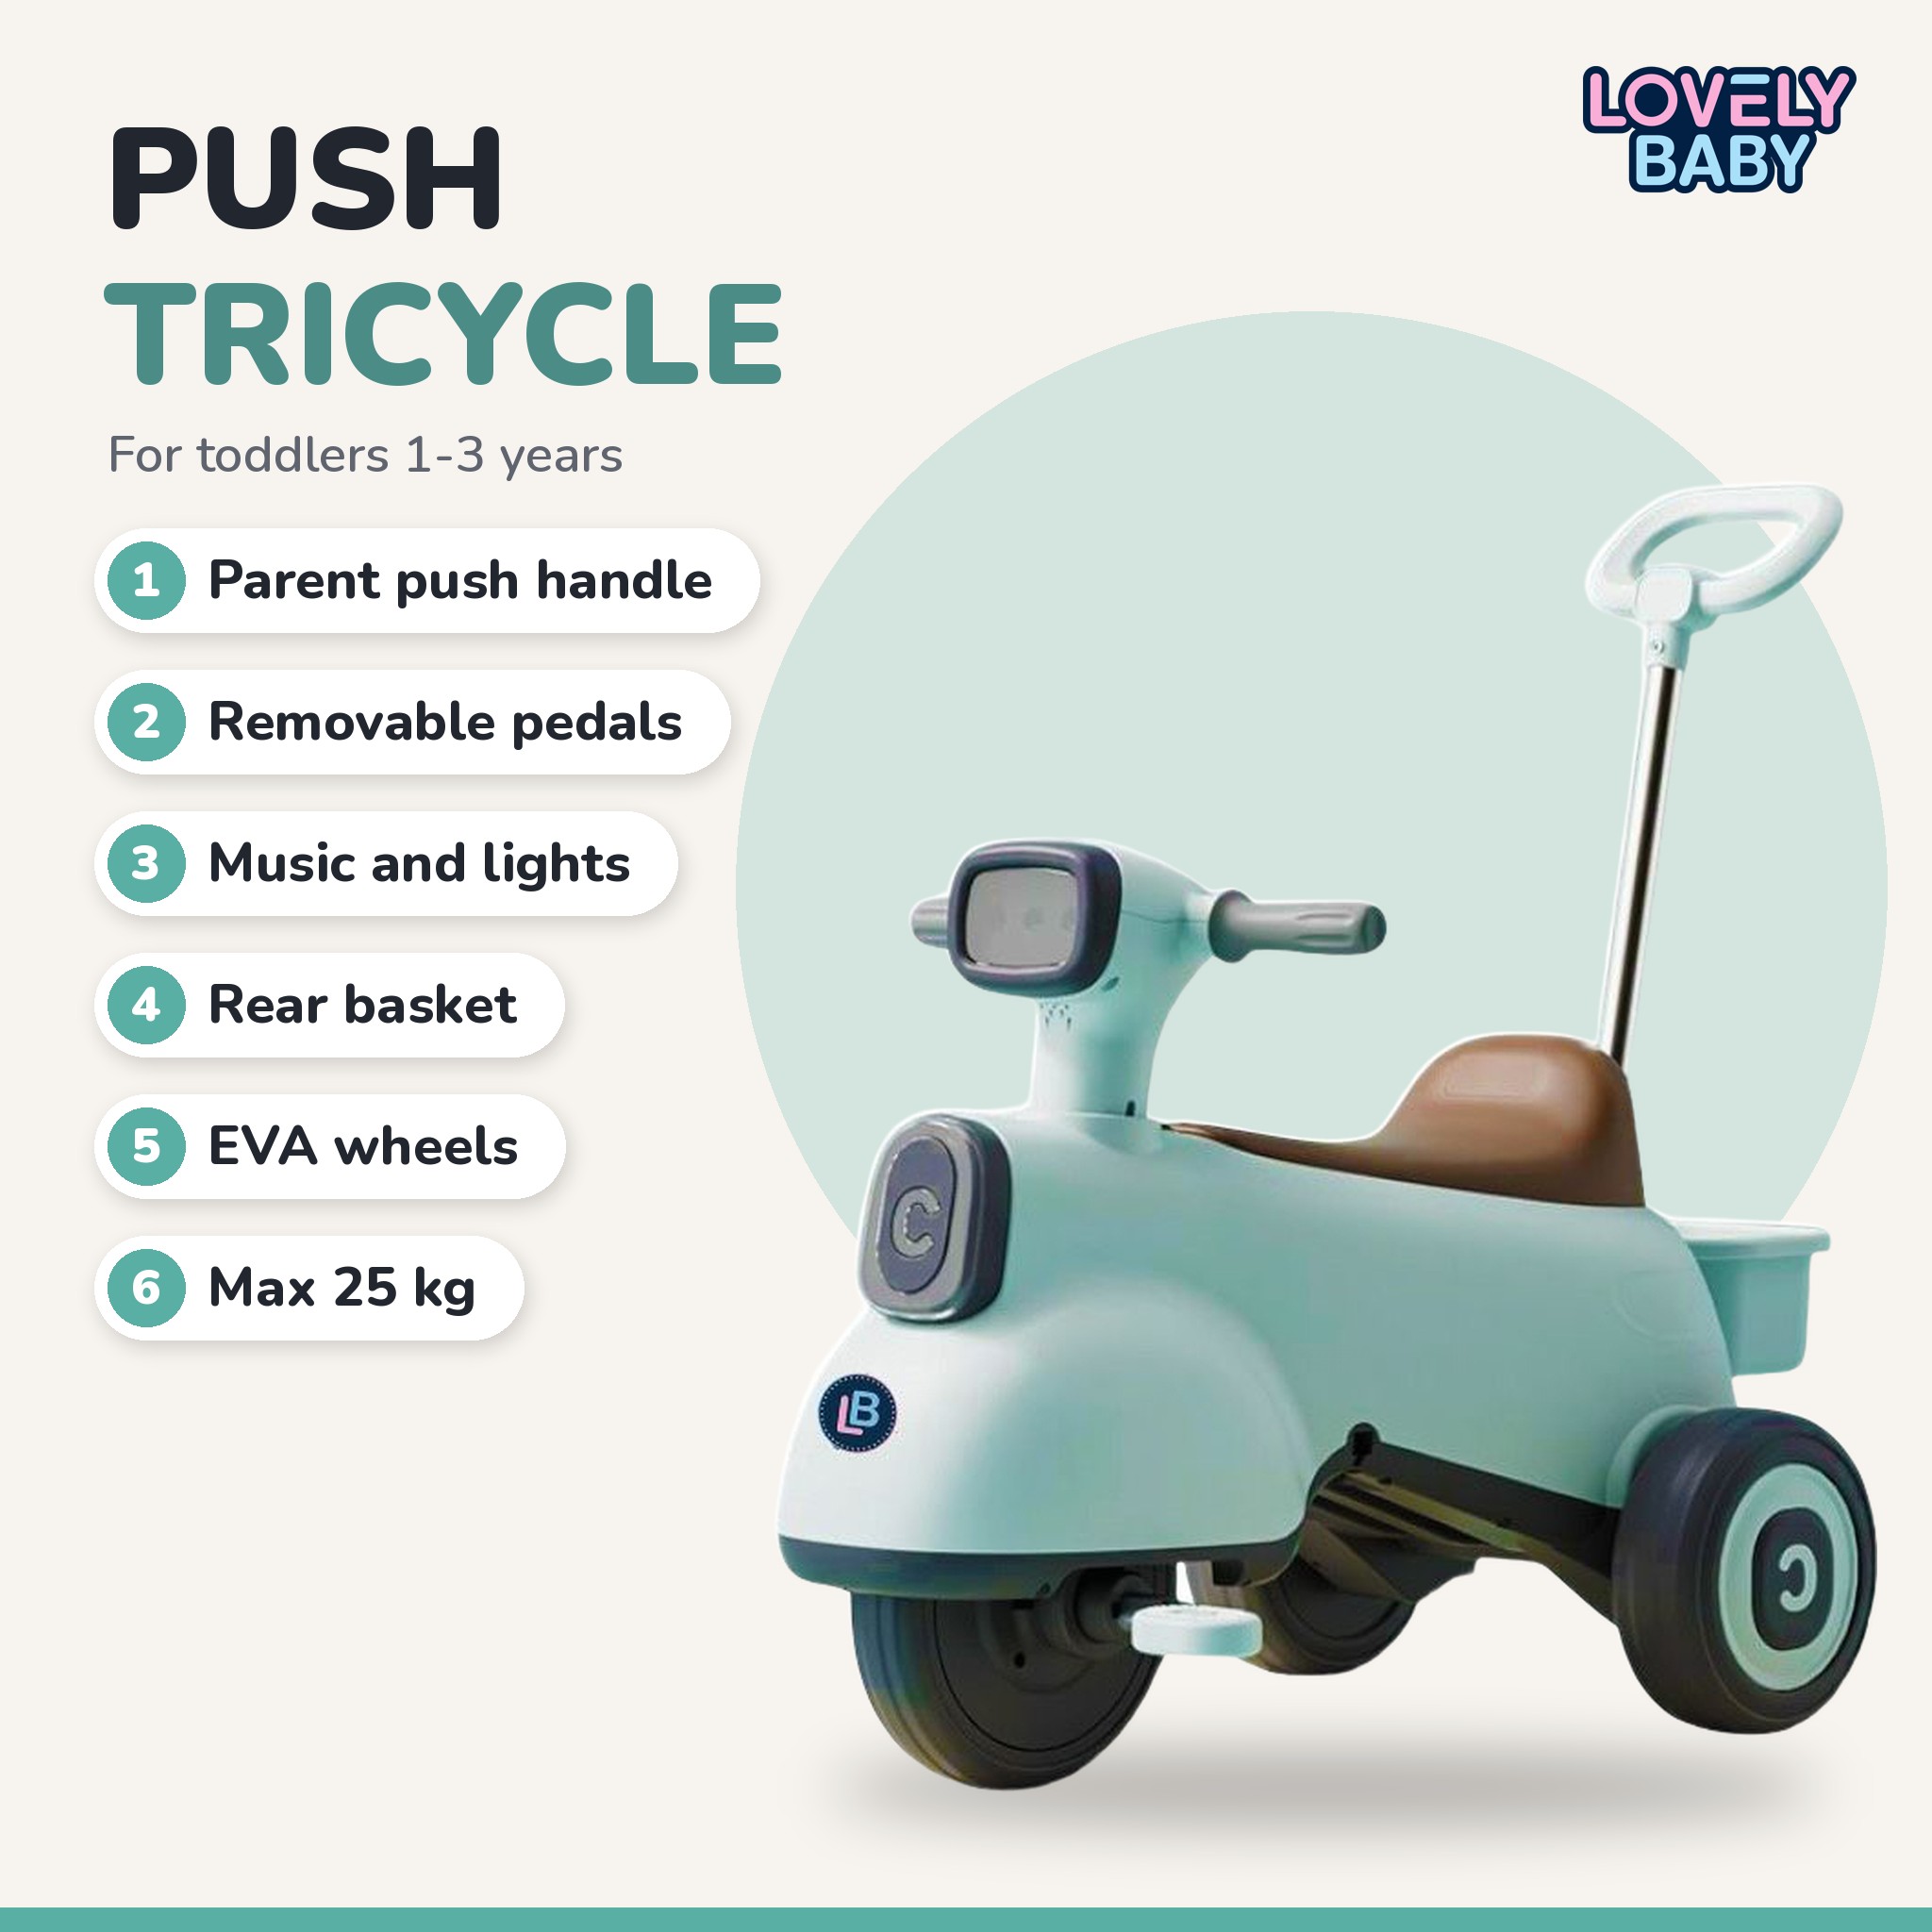 LOVELY
BABY
PUSH
TRICYCLE
For toddlers 1-3 years
1 Parent push handle
2 Removable pedals
3 Music and lights
4 Rear basket
5 EVA wheels
6 Max 25 kg
C
LB
C